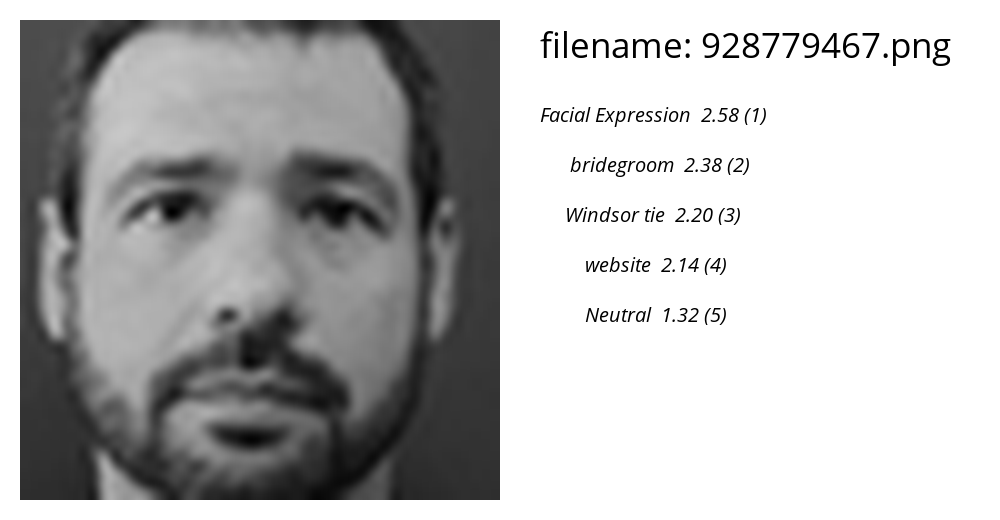 filename: 928779467.png
Facial Expression 2.58 (1)
bridegroom 2.38 (2)
Windsor tie 2.20 (3)
website 2.14 (4)
Neutral 1.32 (5)